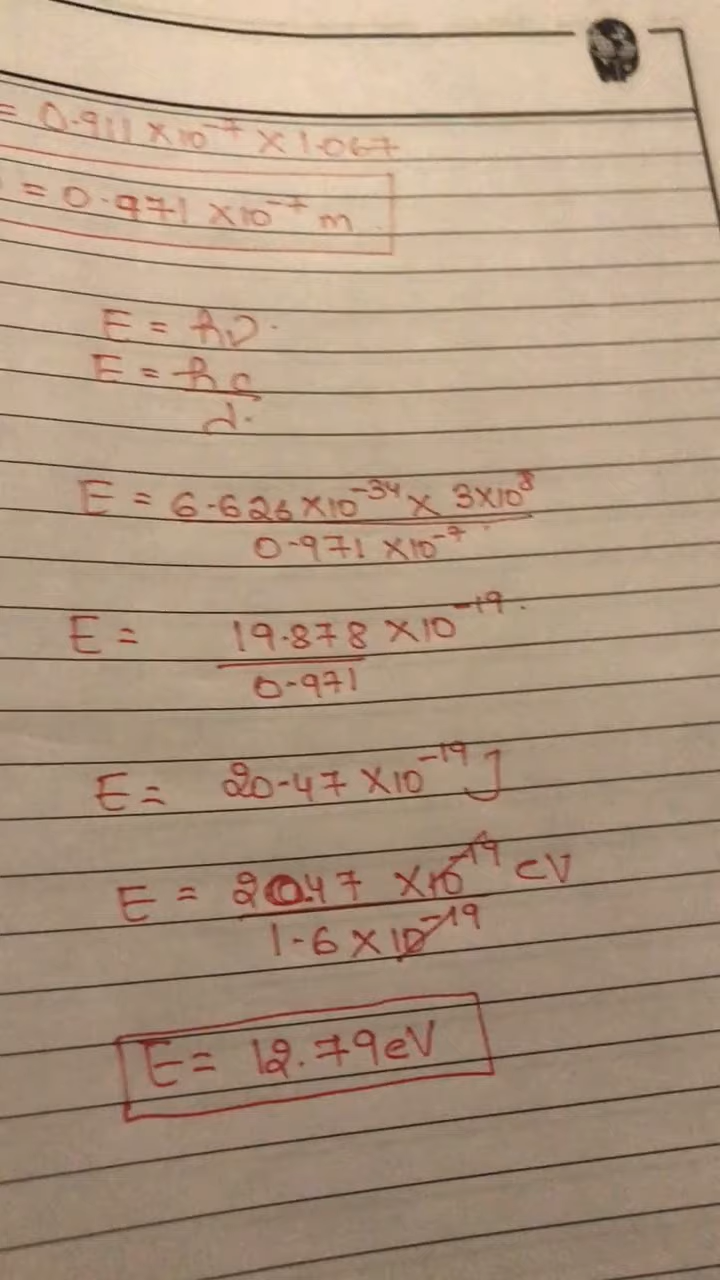 = 0.911 × 10⁻⁷ × 1.067
= 0.971 × 10⁻⁷ m
E = hν.
E = hc
λ.
E = 6.626 × 10⁻³⁴ × 3×10⁸
0.971 × 10⁻⁷
E = 19.878 × 10⁻¹⁹.
0.971
E = 20.47 × 10⁻¹⁹ J
E = 20.47 × 10⁻¹⁹ eV
1.6 × 10⁻¹⁹
E = 12.79 eV